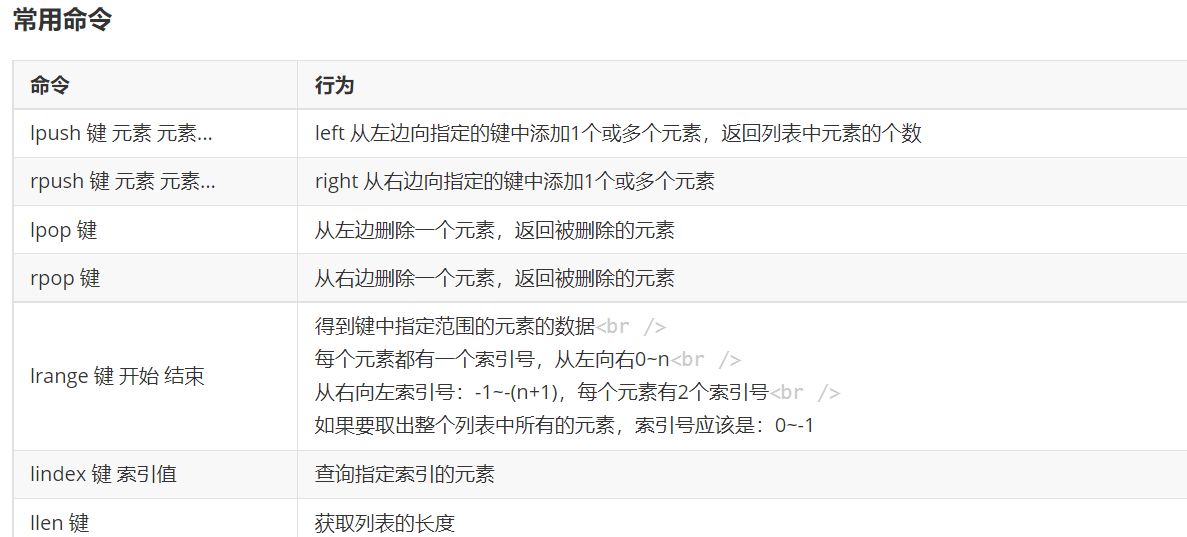 常用命令
命令 行为
lpush 键 元素 元素... left 从左边向指定的键中添加1个或多个元素，返回列表中元素的个数
rpush 键 元素 元素... right 从右边向指定的键中添加1个或多个元素
lpop 键 从左边删除一个元素，返回被删除的元素
rpop 键 从右边删除一个元素，返回被删除的元素
lrange 键 开始 结束
得到键中指定范围的元素的数据<br />
每个元素都有一个索引号，从左向右0~n<br />
从右向左索引号：-1~-(n+1)，每个元素有2个索引号<br />
如果要取出整个列表中所有的元素，索引号应该是：0~-1
lindex 键 索引值 查询指定索引的元素
llen 键 获取列表的长度